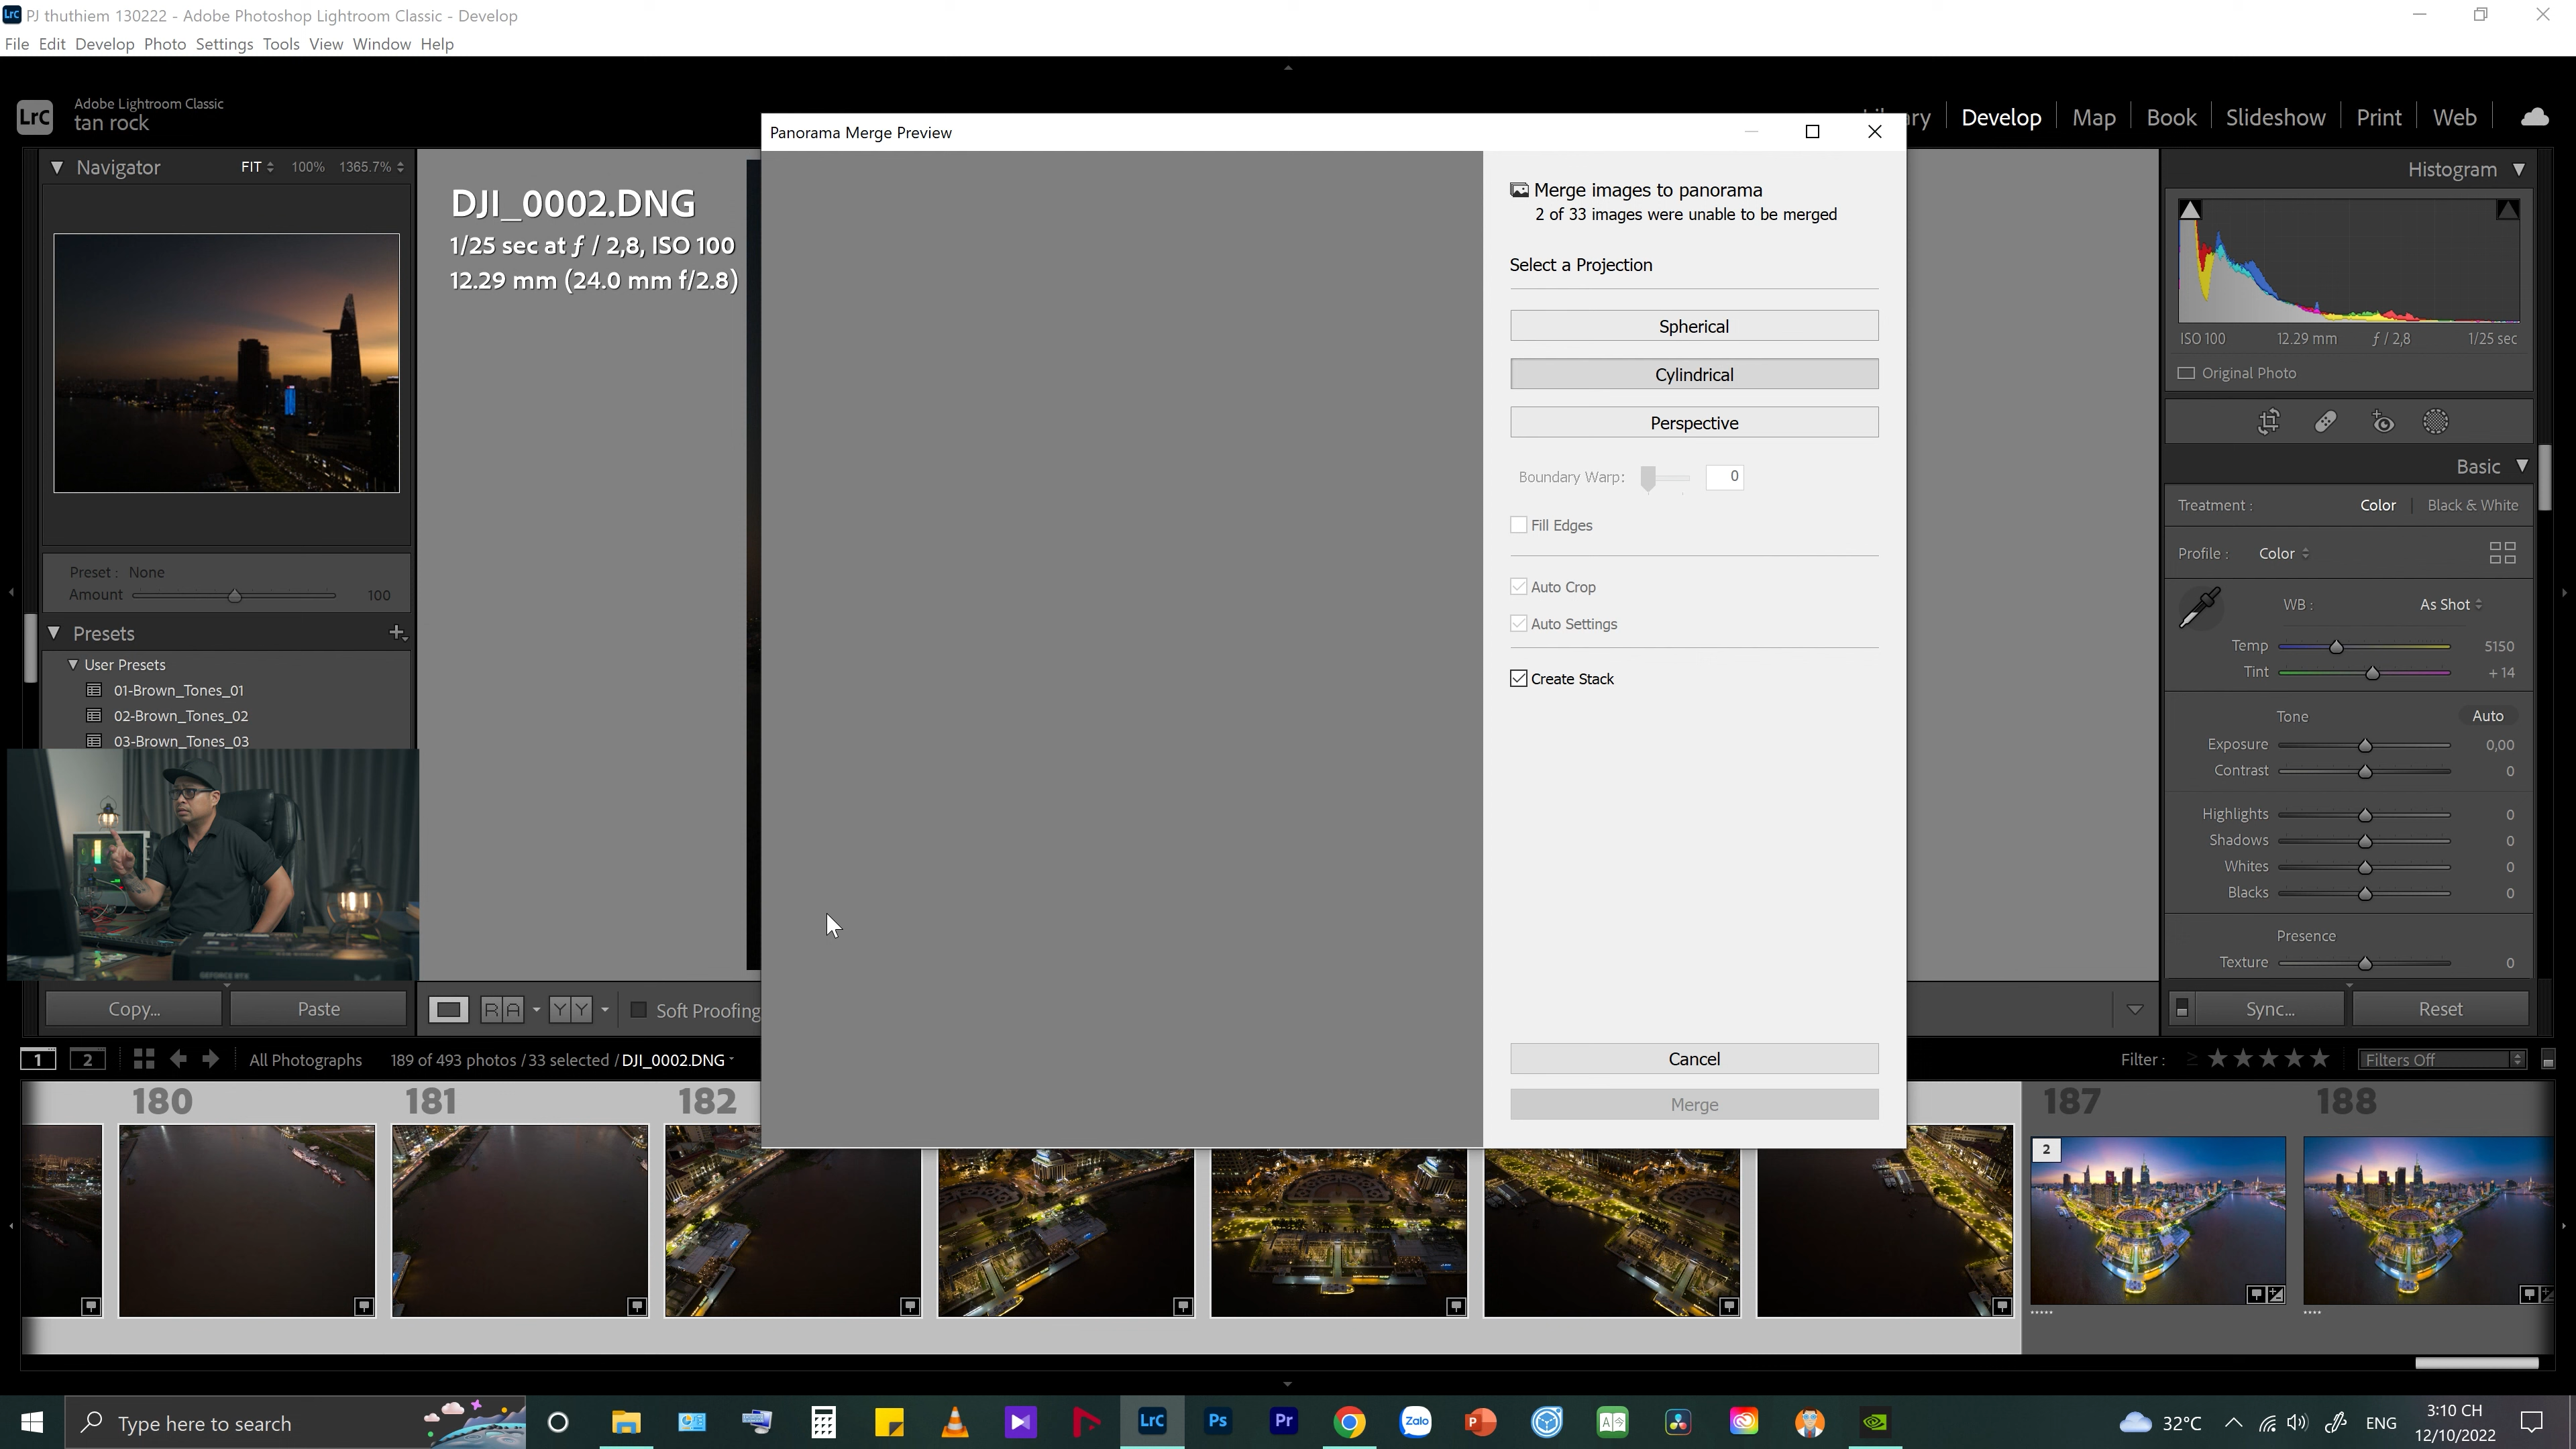 PJ thuthiem 130222 - Adobe Photoshop Lightroom Classic - Develop
File Edit Develop Photo Settings Tools View Window Help
LrC
Adobe Lightroom Classic
tan rock
Develop | Map | Book | Slideshow | Print | Web
Navigator FIT 100% 1365.7%
Preset : None
Amount 100
Presets
User Presets
01-Brown_Tones_01
02-Brown_Tones_02
03-Brown_Tones_03
GEFORCE RTX
Copy... Paste
DJI_0002.DNG
1/25 sec at ƒ / 2,8, ISO 100
12.29 mm (24.0 mm f/2.8)
Panorama Merge Preview
Merge images to panorama
2 of 33 images were unable to be merged
Select a Projection
Spherical
Cylindrical
Perspective
Boundary Warp: 0
Fill Edges
Auto Crop
Auto Settings
Create Stack
Cancel
Merge
Histogram
ISO 100 12.29 mm ƒ / 2,8 1/25 sec
Original Photo
Basic
Treatment : Color | Black & White
Profile : Color
WB : As Shot
Temp 5150
Tint + 14
Tone Auto
Exposure 0,00
Contrast 0
Highlights 0
Shadows 0
Whites 0
Blacks 0
Presence
Texture 0
Sync... Reset
R A Y Y Soft Proofing
1 2 All Photographs 189 of 493 photos / 33 selected / DJI_0002.DNG Filter : ≥ ★★★★★ Filters Off
180 181 182 187 188
2
Type here to search
LrC Ps Pr Zalo P
32°C ENG 3:10 CH
12/10/2022